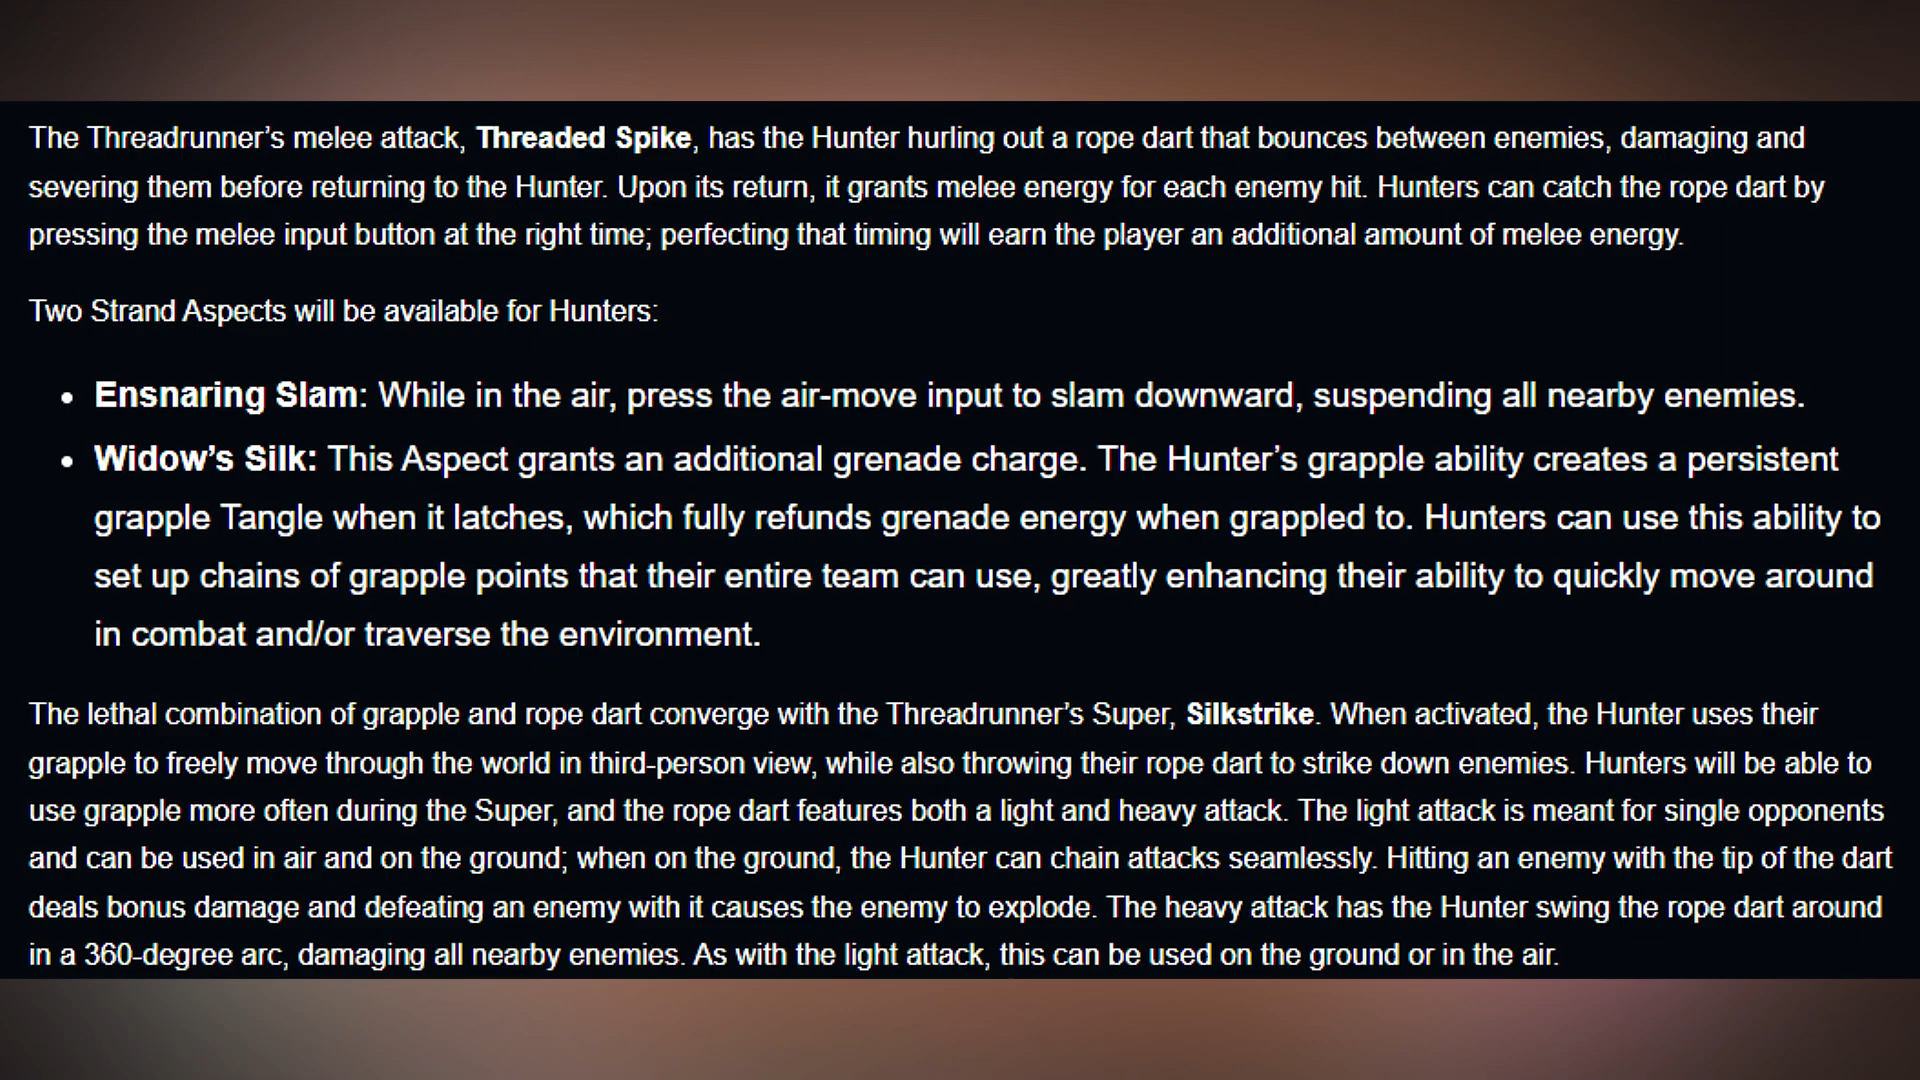 The Threadrunner’s melee attack, Threaded Spike, has the Hunter hurling out a rope dart that bounces between enemies, damaging and
severing them before returning to the Hunter. Upon its return, it grants melee energy for each enemy hit. Hunters can catch the rope dart by
pressing the melee input button at the right time; perfecting that timing will earn the player an additional amount of melee energy.
Two Strand Aspects will be available for Hunters:
• Ensnaring Slam: While in the air, press the air-move input to slam downward, suspending all nearby enemies.
• Widow’s Silk: This Aspect grants an additional grenade charge. The Hunter’s grapple ability creates a persistent
grapple Tangle when it latches, which fully refunds grenade energy when grappled to. Hunters can use this ability to
set up chains of grapple points that their entire team can use, greatly enhancing their ability to quickly move around
in combat and/or traverse the environment.
The lethal combination of grapple and rope dart converge with the Threadrunner’s Super, Silkstrike. When activated, the Hunter uses their
grapple to freely move through the world in third-person view, while also throwing their rope dart to strike down enemies. Hunters will be able to
use grapple more often during the Super, and the rope dart features both a light and heavy attack. The light attack is meant for single opponents
and can be used in air and on the ground; when on the ground, the Hunter can chain attacks seamlessly. Hitting an enemy with the tip of the dart
deals bonus damage and defeating an enemy with it causes the enemy to explode. The heavy attack has the Hunter swing the rope dart around
in a 360-degree arc, damaging all nearby enemies. As with the light attack, this can be used on the ground or in the air.